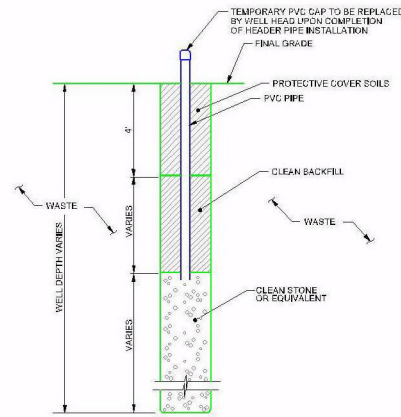 TEMPORARY PVC CAP TO BE REPLACED
BY WELL HEAD UPON COMPLETION
OF HEADER PIPE INSTALLATION
FINAL GRADE
PROTECTIVE COVER SOILS
PVC PIPE
4'
CLEAN BACKFILL
WASTE
WASTE
VARIES
WELL DEPTH VARIES
CLEAN STONE
OR EQUIVALENT
VARIES